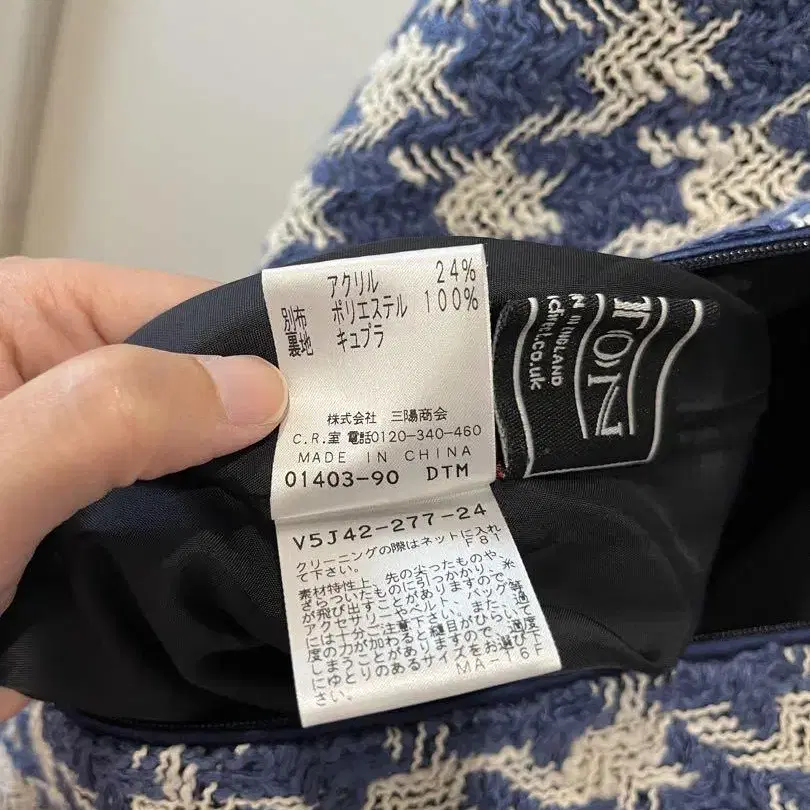 アクリル 24%
別布 ポリエステル 100%
裏地 キュプラ
株式会社 三陽商会
C.R.室 電話0120-340-460
MADE IN CHINA
01403-90 DTM
V5J42-277-24
クリーニングの際はネットに入れ
て下さい。 F81
素材特性上、先の尖ったものや、
ざらついたものに引っかかり、糸
が飛び出すことがありますので、
アクセサリーやベルト、バッグ等
には十分ご注意下さい。また、過
度の力が加わると縫目がひらいて
しまうことがありますので、適度
なゆとりのあるサイズをお選び下
さい。 MA-16F
TON
ENGLAND
.co.uk